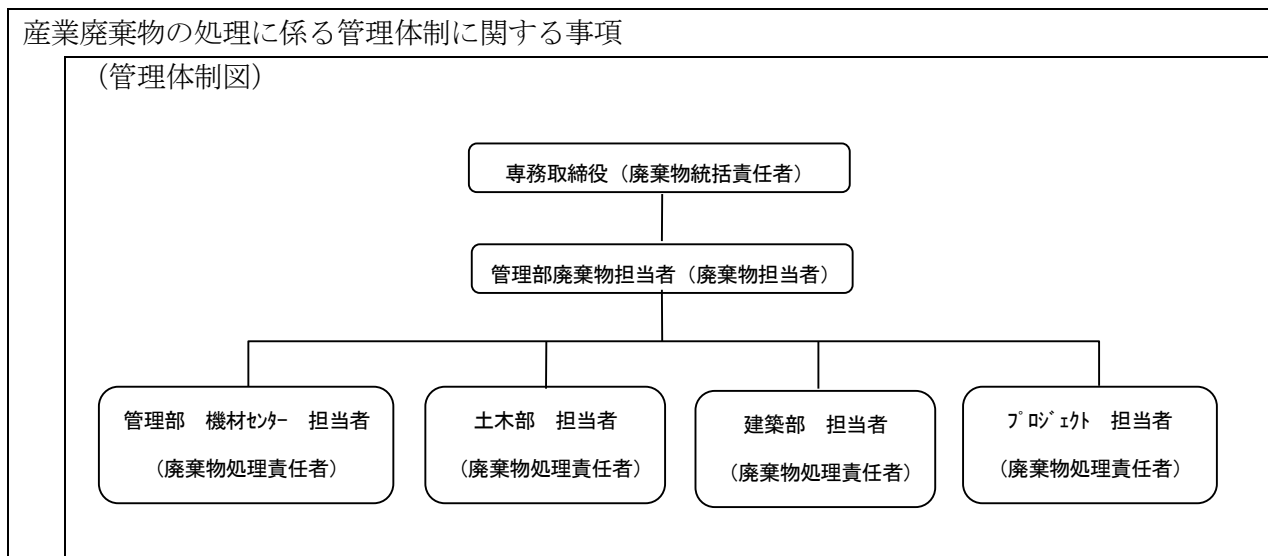 産業廃棄物の処理に係る管理体制に関する事項
（管理体制図）
専務取締役（廃棄物統括責任者）
管理部廃棄物担当者（廃棄物担当者）
管理部　機材ｾﾝﾀｰ　担当者
（廃棄物処理責任者）
土木部　担当者
（廃棄物処理責任者）
建築部　担当者
（廃棄物処理責任者）
ﾌﾟﾛｼﾞｪｸﾄ　担当者
（廃棄物処理責任者）